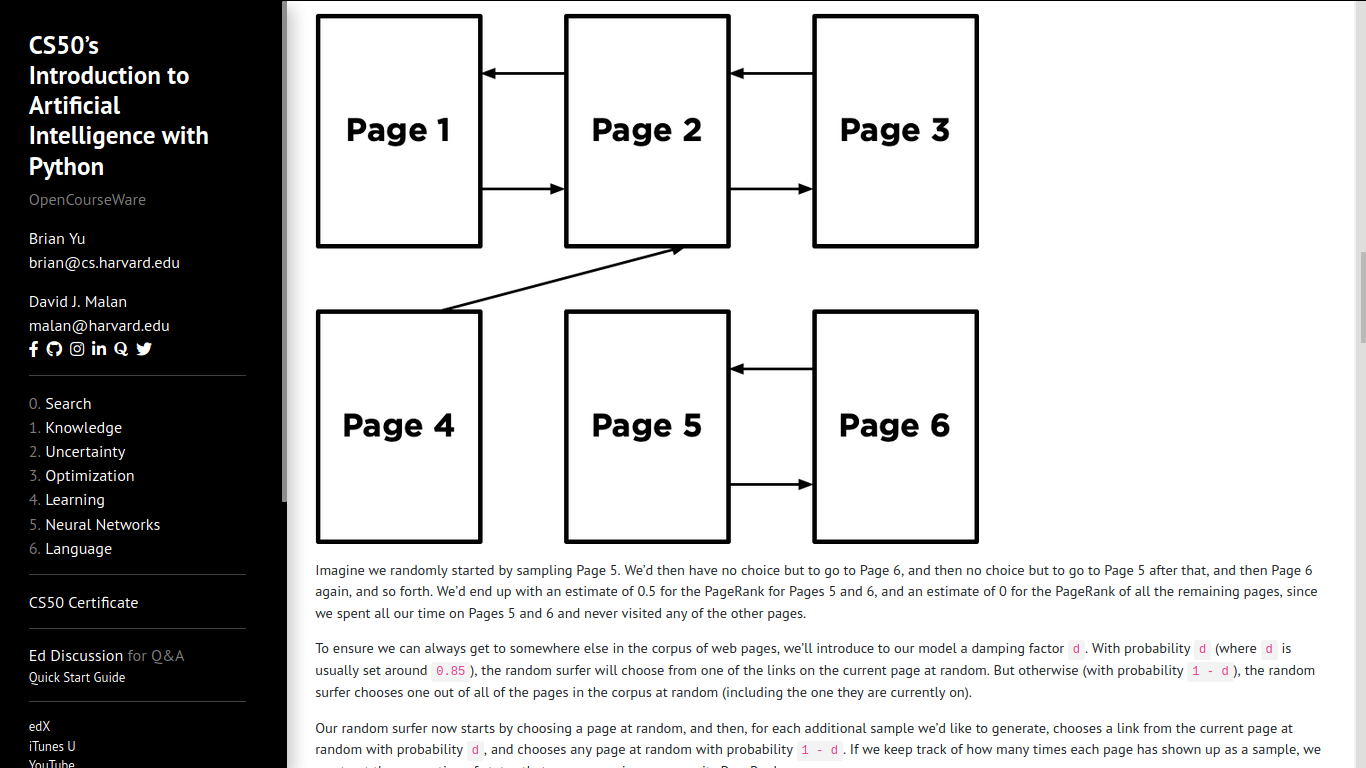 CS50’s
Introduction to
Artificial
Intelligence with
Python
OpenCourseWare
Brian Yu
brian@cs.harvard.edu
David J. Malan
malan@harvard.edu
0. Search
1. Knowledge
2. Uncertainty
3. Optimization
4. Learning
5. Neural Networks
6. Language
CS50 Certificate
Ed Discussion for Q&A
Quick Start Guide
edX
iTunes U
YouTube
Page 1
Page 2
Page 3
Page 4
Page 5
Page 6
Imagine we randomly started by sampling Page 5. We’d then have no choice but to go to Page 6, and then no choice but to go to Page 5 after that, and then Page 6
again, and so forth. We’d end up with an estimate of 0.5 for the PageRank for Pages 5 and 6, and an estimate of 0 for the PageRank of all the remaining pages, since
we spent all our time on Pages 5 and 6 and never visited any of the other pages.
To ensure we can always get to somewhere else in the corpus of web pages, we’ll introduce to our model a damping factor d. With probability d (where d is
usually set around 0.85), the random surfer will choose from one of the links on the current page at random. But otherwise (with probability 1 - d), the random
surfer chooses one out of all of the pages in the corpus at random (including the one they are currently on).
Our random surfer now starts by choosing a page at random, and then, for each additional sample we’d like to generate, chooses a link from the current page at
random with probability d, and chooses any page at random with probability 1 - d. If we keep track of how many times each page has shown up as a sample, we